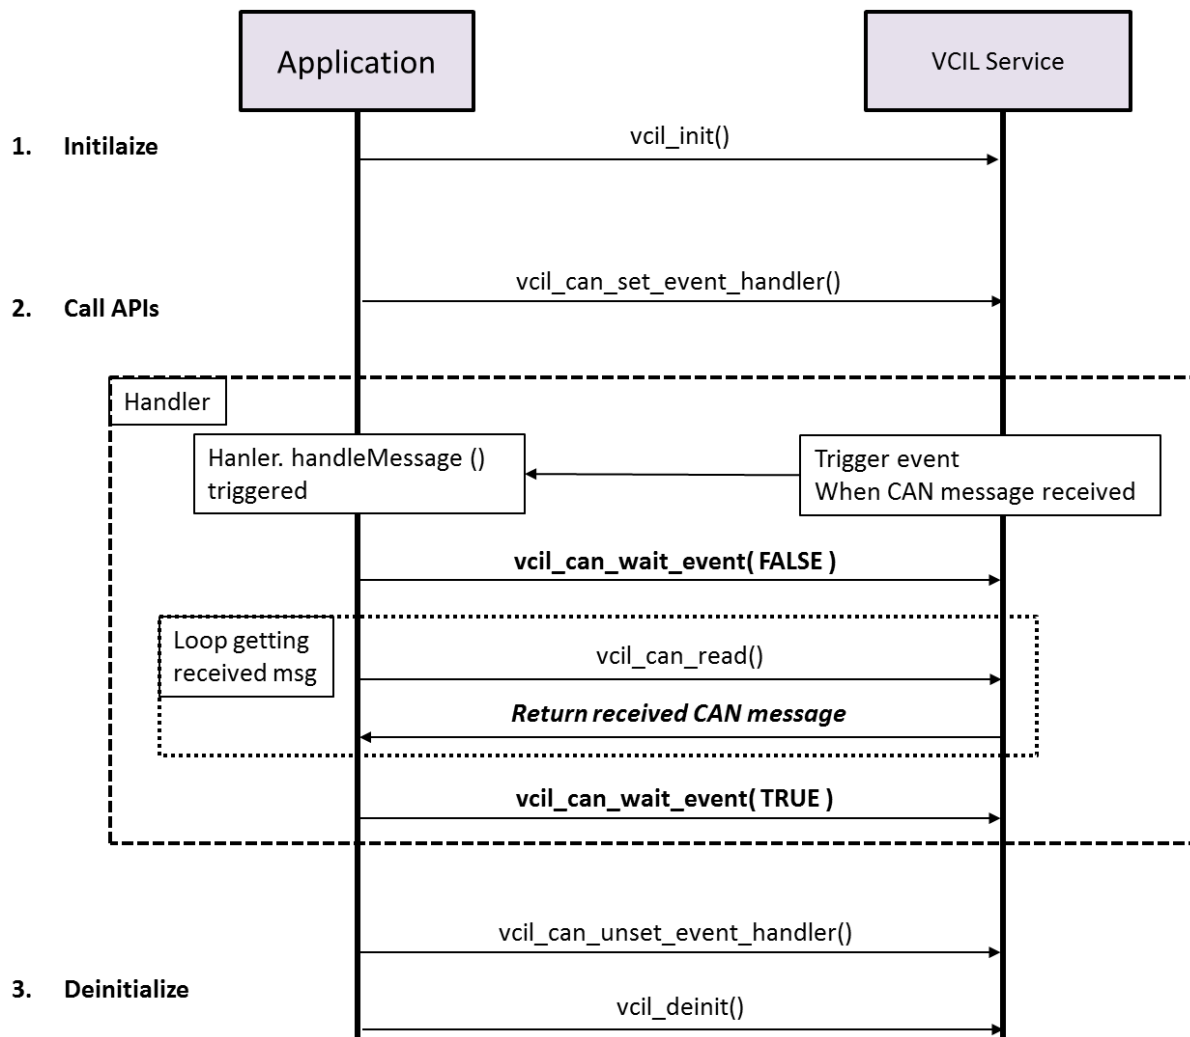 Application
VCIL Service
1. Initilaize
vcil_init()
vcil_can_set_event_handler()
2. Call APIs
Handler
Hanler. handleMessage ()
triggered
Trigger event
When CAN message received
vcil_can_wait_event( FALSE )
Loop getting
received msg
vcil_can_read()
Return received CAN message
vcil_can_wait_event( TRUE )
vcil_can_unset_event_handler()
3. Deinitialize
vcil_deinit()